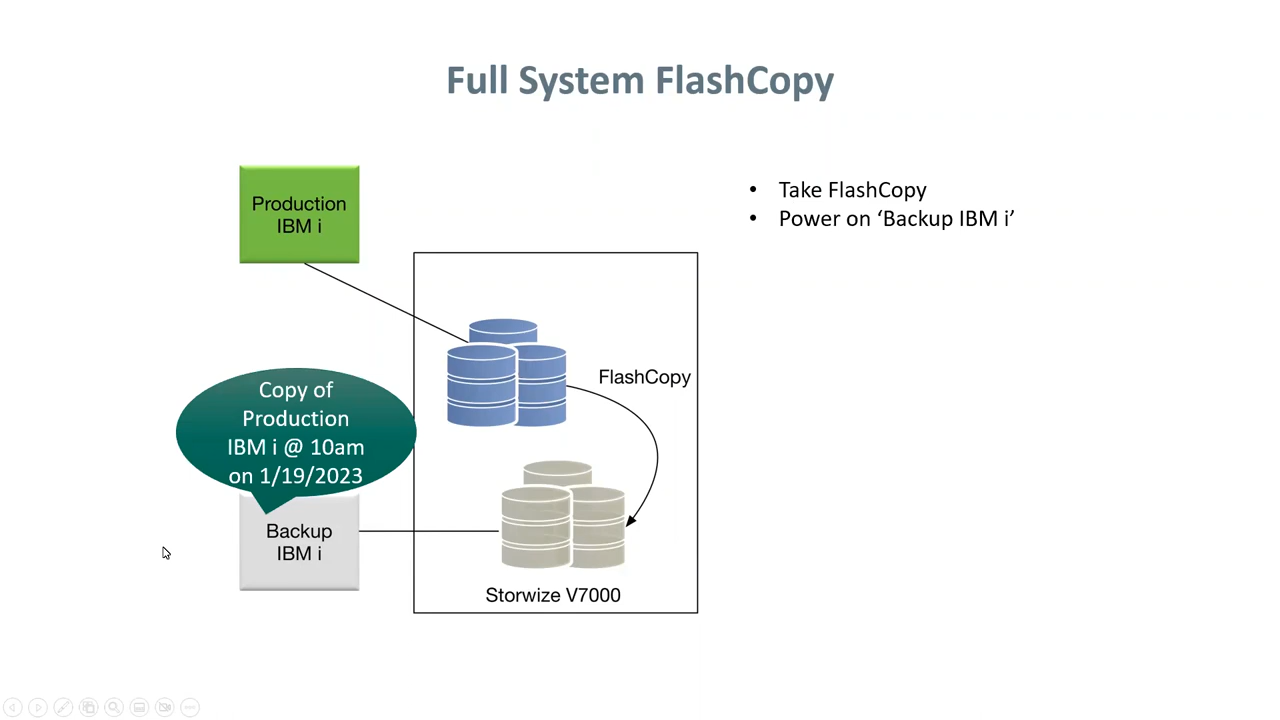 Full System FlashCopy
Production
IBM i
• Take FlashCopy
• Power on ‘Backup IBM i’
FlashCopy
Copy of
Production
IBM i @ 10am
on 1/19/2023
Backup
IBM i
Storwize V7000